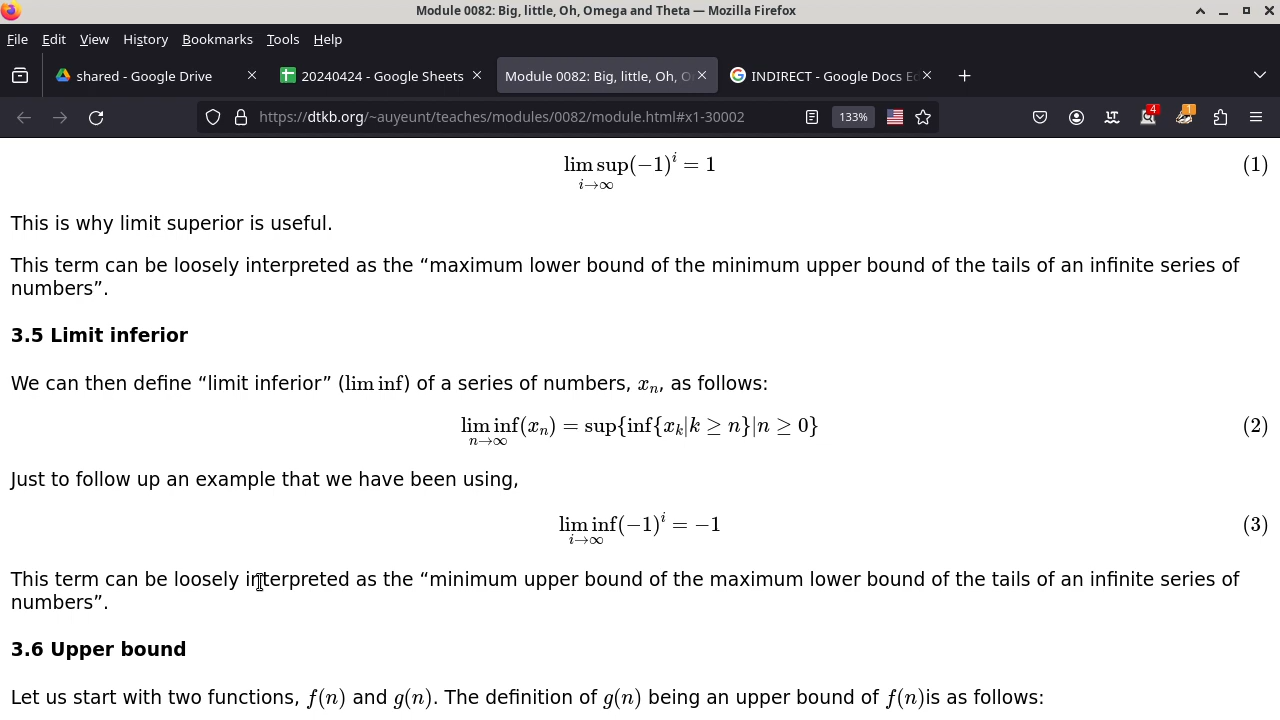 Module 0082: Big, little, Oh, Omega and Theta — Mozilla Firefox
File Edit View History Bookmarks Tools Help
shared - Google Drive 20240424 - Google Sheets Module 0082: Big, little, Oh, O INDIRECT - Google Docs Ec
https://dtkb.org/~auyeunt/teaches/modules/0082/module.html#x1-30002 133% 4 1
lim sup(−1)^i = 1 (1)
i→∞
This is why limit superior is useful.
This term can be loosely interpreted as the “maximum lower bound of the minimum upper bound of the tails of an infinite series of
numbers”.
3.5 Limit inferior
We can then define “limit inferior” (lim inf) of a series of numbers, xₙ, as follows:
lim inf(xₙ) = sup{inf{xₖ|k ≥ n}|n ≥ 0} (2)
n→∞
Just to follow up an example that we have been using,
lim inf(−1)^i = −1 (3)
i→∞
This term can be loosely interpreted as the “minimum upper bound of the maximum lower bound of the tails of an infinite series of
numbers”.
3.6 Upper bound
Let us start with two functions, f(n) and g(n). The definition of g(n) being an upper bound of f(n)is as follows: